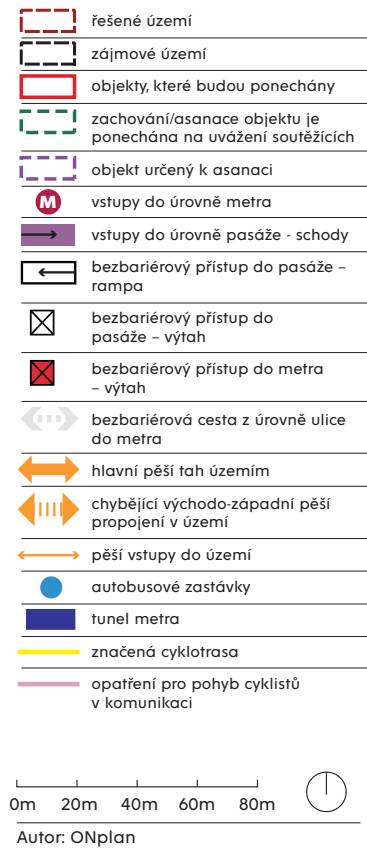 řešené území
zájmové území
objekty, které budou ponechány
zachování/asanace objektu je
ponechána na uvážení soutěžících
objekt určený k asanaci
M vstupy do úrovně metra
vstupy do úrovně pasáže - schody
bezbariérový přístup do pasáže –
rampa
bezbariérový přístup do
pasáže – výtah
bezbariérový přístup do metra
– výtah
bezbariérová cesta z úrovně ulice
do metra
hlavní pěší tah územím
chybějící východo-západní pěší
propojení v území
pěší vstupy do území
autobusové zastávky
tunel metra
značená cyklotrasa
opatření pro pohyb cyklistů
v komunikaci
0m 20m 40m 60m 80m
Autor: ONplan